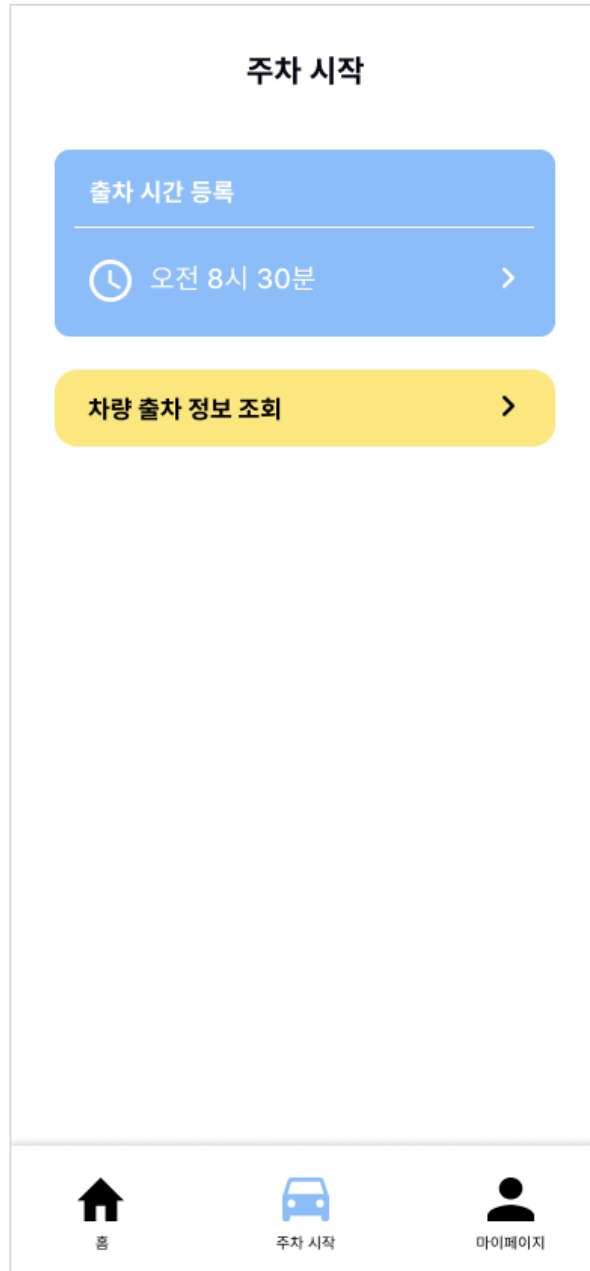 주차 시작
출차 시간 등록
오전 8시 30분
차량 출차 정보 조회
홈
주차 시작
마이페이지